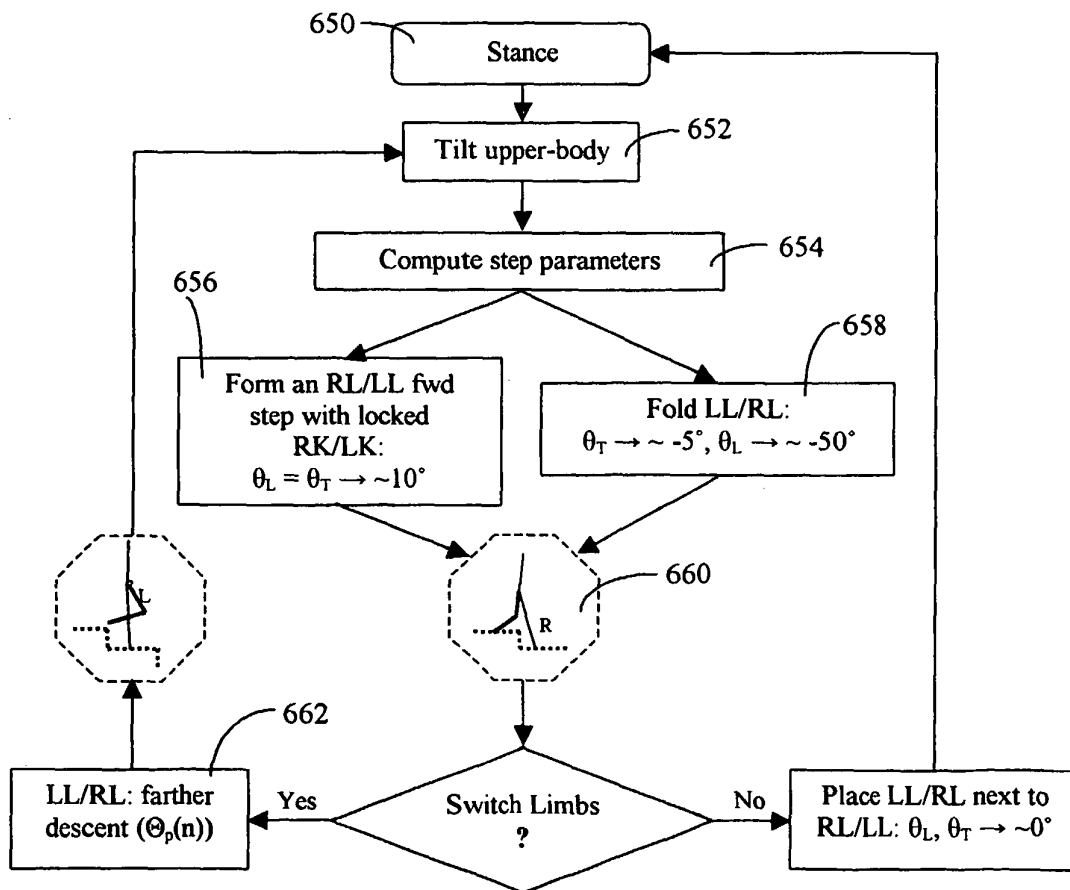 650
Stance
652
Tilt upper-body
654
Compute step parameters
656
Form an RL/LL fwd
step with locked
RK/LK:
θL = θT → ~10°
658
Fold LL/RL:
θT → ~ -5°, θL → ~ -50°
L
660
R
662
LL/RL: farther
descent (Θp(n))
Yes
Switch Limbs
?
No
Place LL/RL next to
RL/LL: θL, θT → ~0°